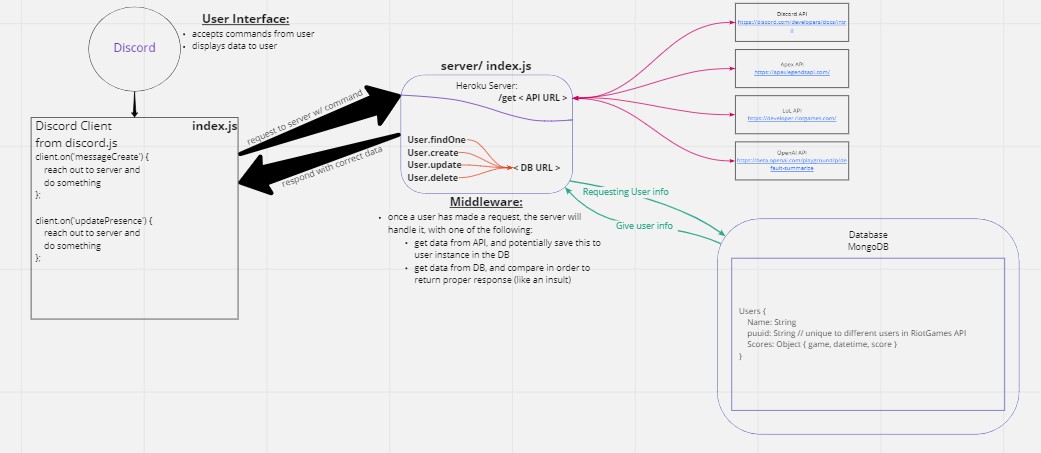 User Interface:
• accepts commands from user
• displays data to user
Discord
Discord Client index.js
from discord.js
client.on('messageCreate') {
reach out to server and
do something
};
client.on('updatePresence') {
reach out to server and
do something
};
request to server w/ command
respond with correct data
server/ index.js
Heroku Server:
/get < API URL >
User.findOne
User.create
User.update
User.delete
< DB URL >
Middleware:
• once a user has made a request, the server will
handle it, with one of the following:
• get data from API, and potentially save this to
user instance in the DB
• get data from DB, and compare in order to
return proper response (like an insult)
Discord API
https://discord.com/developers/docs/intr
Apex API
https://apexlegendsapi.com/
LoL API
https://developer.riotgames.com/
OpenAI API
https://beta.openai.com/playground/p/de
fault-summarize
Requesting User info
Give user info
Database
MongoDB
Users {
Name: String
puuid: String // unique to different users in RiotGames API
Scores: Object { game, datetime, score }
}